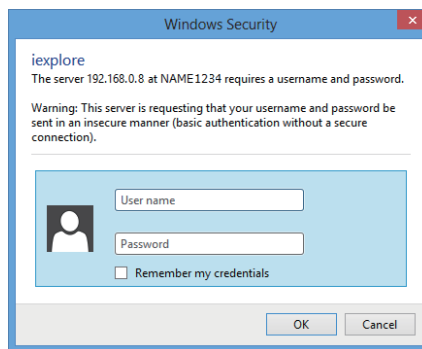 Windows Security
iexplore
The server 192.168.0.8 at NAME1234 requires a username and password.
Warning: This server is requesting that your username and password be
sent in an insecure manner (basic authentication without a secure
connection).
User name
Password
Remember my credentials
OK Cancel